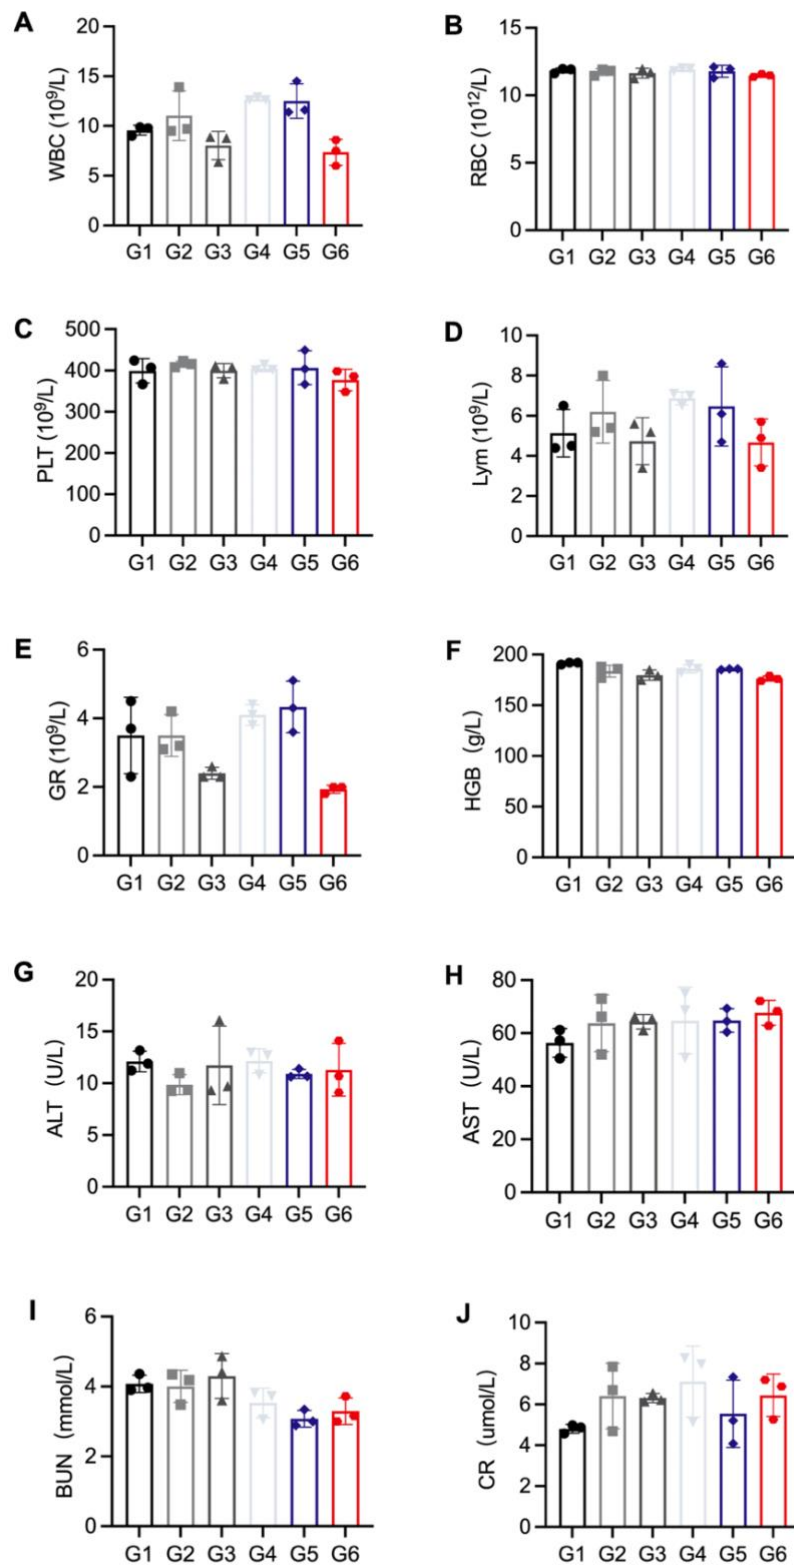 A
WBC (10⁹/L)
20
15
10
5
0
G1 G2 G3 G4 G5 G6
B
RBC (10¹²/L)
15
10
5
0
G1 G2 G3 G4 G5 G6
C
PLT (10⁹/L)
500
400
300
200
100
0
G1 G2 G3 G4 G5 G6
D
Lym (10⁹/L)
10
8
6
4
2
0
G1 G2 G3 G4 G5 G6
E
GR (10⁹/L)
6
4
2
0
G1 G2 G3 G4 G5 G6
F
HGB (g/L)
200
150
100
50
0
G1 G2 G3 G4 G5 G6
G
ALT (U/L)
20
15
10
5
0
G1 G2 G3 G4 G5 G6
H
AST (U/L)
80
60
40
20
0
G1 G2 G3 G4 G5 G6
I
BUN (mmol/L)
6
4
2
0
G1 G2 G3 G4 G5 G6
J
CR (umol/L)
10
8
6
4
2
0
G1 G2 G3 G4 G5 G6